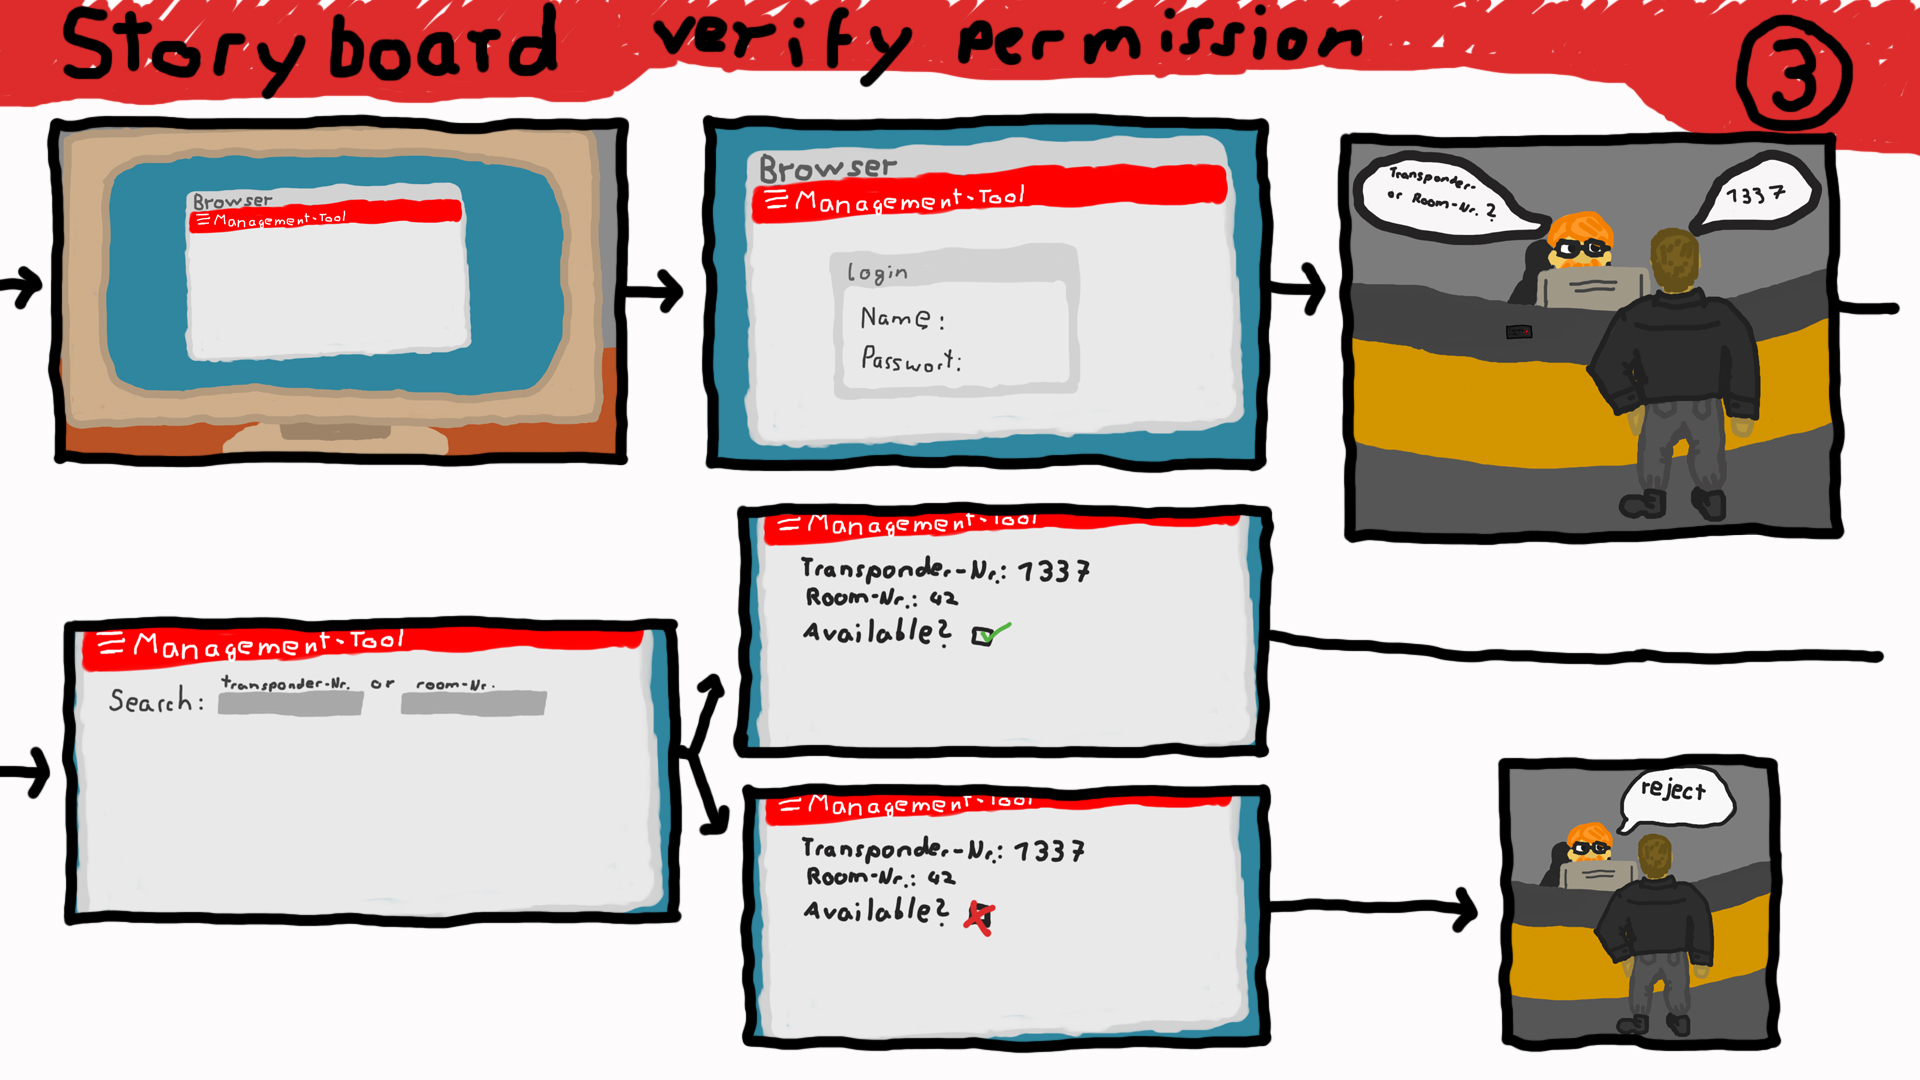 Storyboard verify permission
3
Browser
Management-Tool
Browser
Management-Tool
Login
Name:
Passwort:
Transponder-
or Room-Nr.?
1337
Management-Tool
Search: transponder-Nr. or room-Nr.
Management-Tool
Transponder-Nr.: 1337
Room-Nr.: 42
Available?
Management-Tool
Transponder-Nr.: 1337
Room-Nr.: 42
Available?
reject